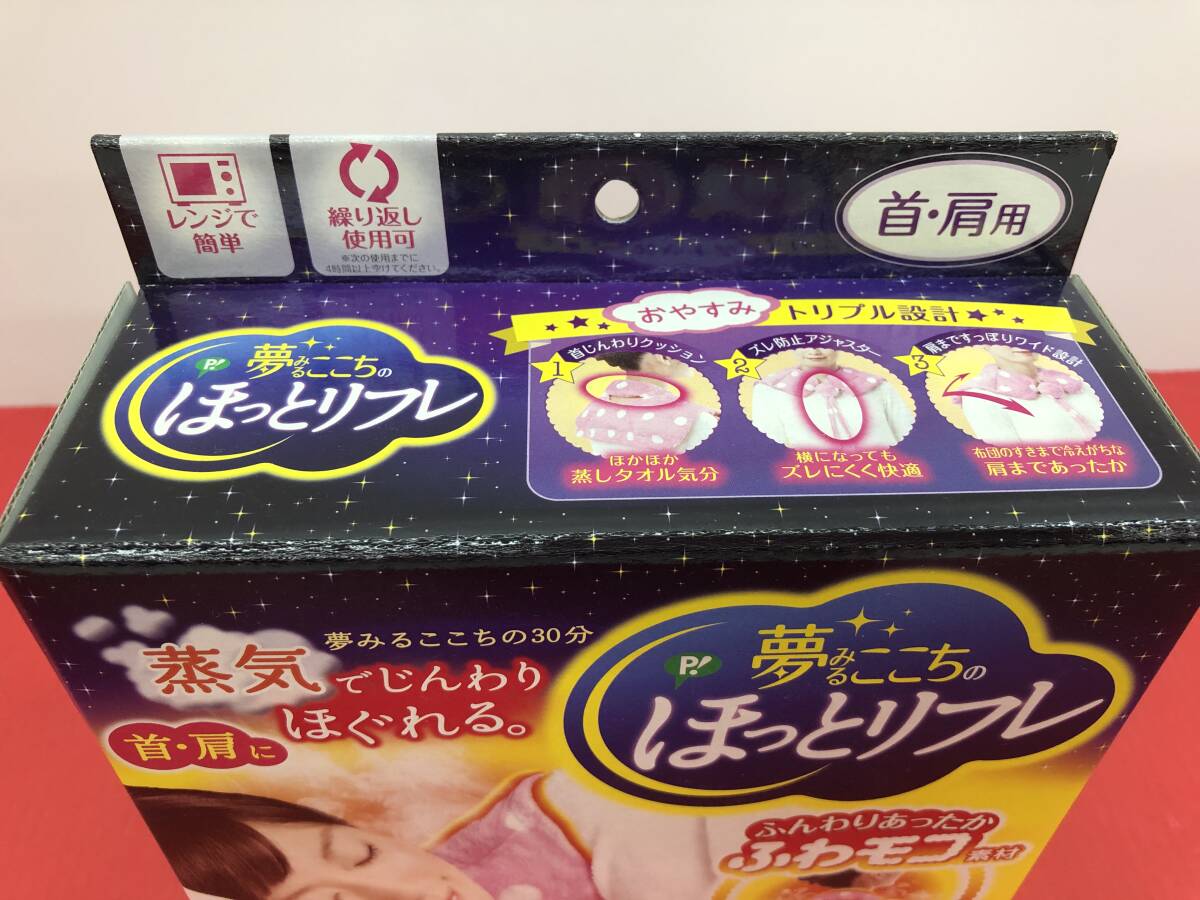 レンジで
簡単
繰り返し
使用可
※次の使用までに
4時間以上空けてください。
首・肩用
P!
夢みるここちの
ほっとリフレ
おやすみ トリプル設計
1 首じんわりクッション
ほかほか
蒸しタオル気分
2 ズレ防止アジャスター
横になっても
ズレにくく快適
3 肩まですっぽりワイド設計
布団のすきまで冷えがちな
肩まであったか
夢みるここちの30分
蒸気でじんわり
ほぐれる。
首・肩に
P!
夢みるここちの
ほっとリフレ
ふんわりあったか
ふわモコ素材